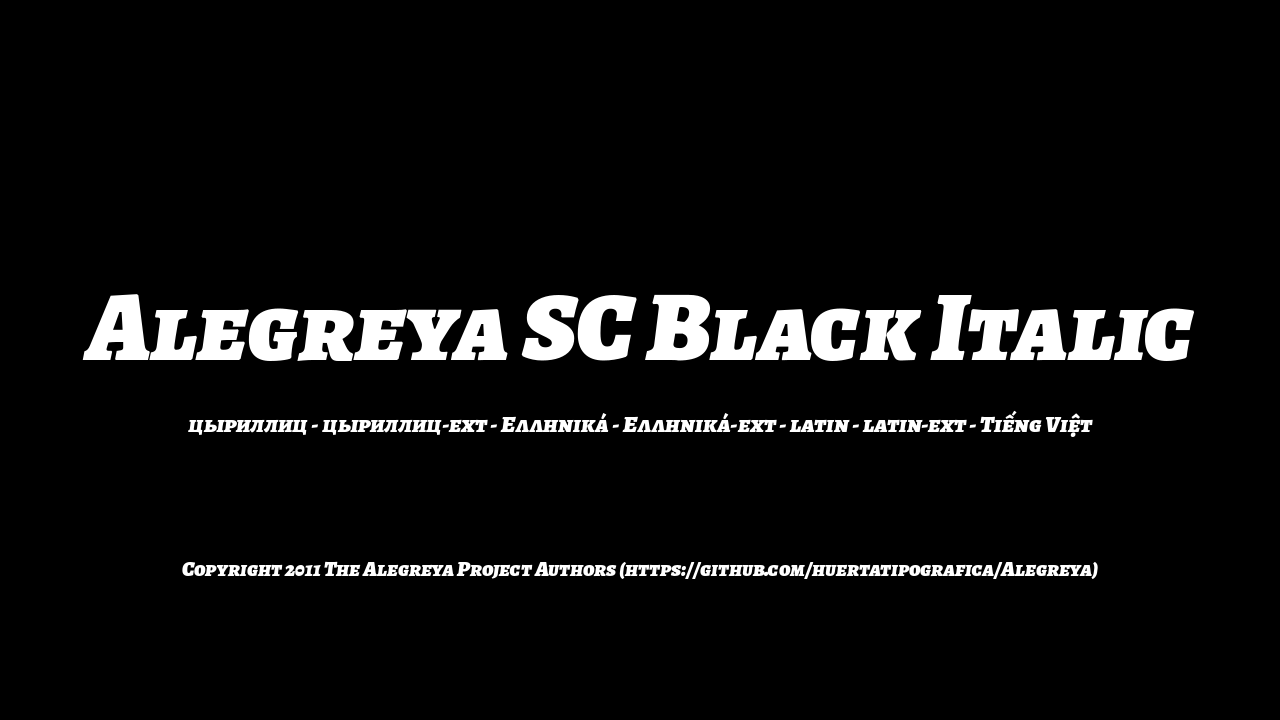 Alegreya SC Black Italic
цыриллиц - цыриллиц-ext - Ελληνικά - Ελληνικά-ext - latin - latin-ext - Tiếng Việt
Copyright 2011 The Alegreya Project Authors (https://github.com/huertatipografica/Alegreya)